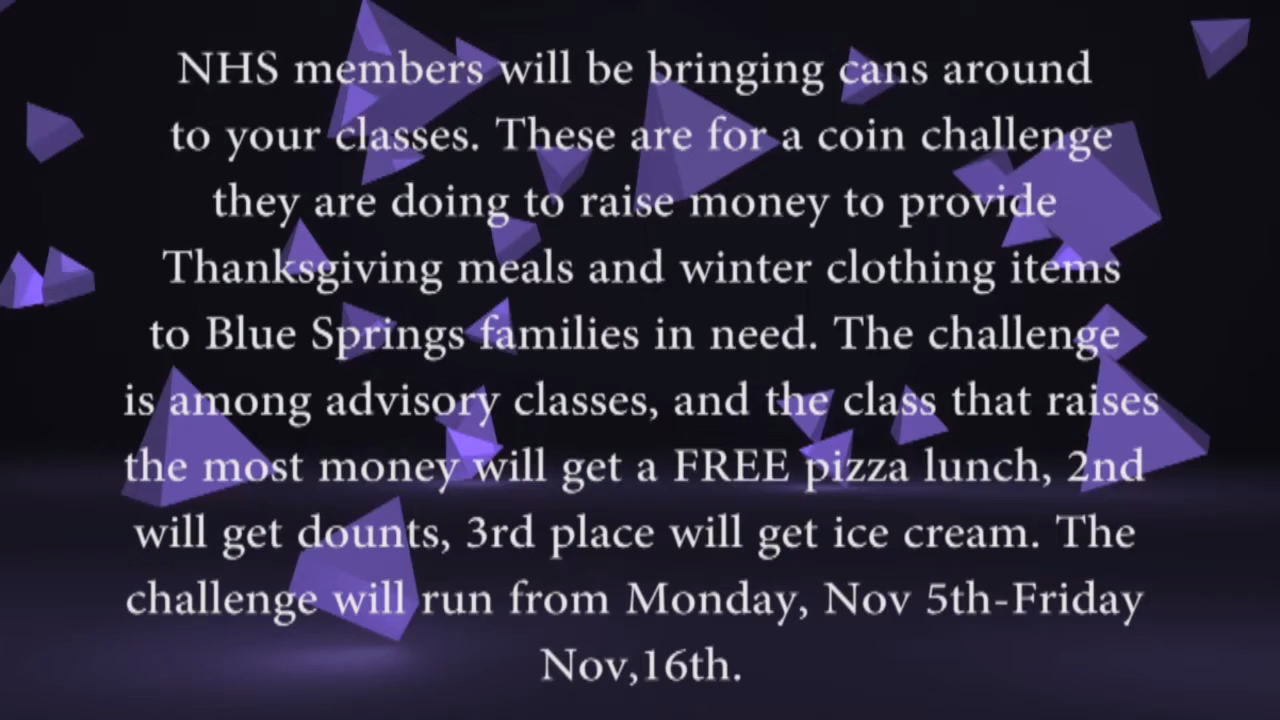 NHS members will be bringing cans around
to your classes. These are for a coin challenge
they are doing to raise money to provide
Thanksgiving meals and winter clothing items
to Blue Springs families in need. The challenge
is among advisory classes, and the class that raises
the most money will get a FREE pizza lunch, 2nd
will get dounts, 3rd place will get ice cream. The
challenge will run from Monday, Nov 5th-Friday
Nov,16th.